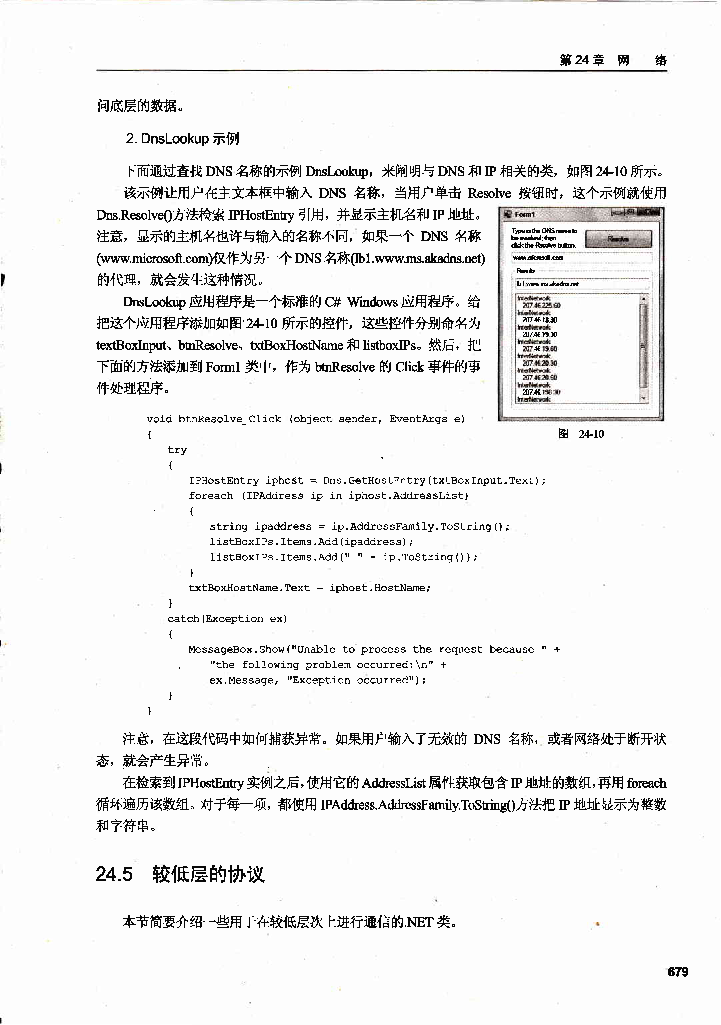 第24章 网 络
问底层的数据。
2. DnsLookup 示例
下面通过查找 DNS 名称的示例 DnsLookup，来阐明与 DNS 和 IP 相关的类，如图 24-10 所示。
该示例让用户在主文本框中输入 DNS 名称，当用户单击 Resolve 按钮时，这个示例就使用
Dns.Resolve()方法检索 IPHostEntry 引用，并显示主机名和 IP 地址。
注意，显示的主机名也许与输入的名称不同，如果一个 DNS 名称
(www.microsoft.com)仅作为另一个 DNS 名称(lb1.www.ms.akadns.net)
的代理，就会发生这种情况。
DnsLookup 应用程序是一个标准的 C# Windows 应用程序。给
把这个应用程序添加如图 24-10 所示的控件，这些控件分别命名为
textBoxInput、btnResolve、txtBoxHostName 和 listboxIPs。然后，把
下面的方法添加到 Form1 类中，作为 btnResolve 的 Click 事件的事
件处理程序。
Form1
Type in the DNS name to
be resolved, then
click the Resolve button.
Resolve
www.microsoft.com
Results
lb1.www.ms.akadns.net
InterNetwork
207.46.225.60
InterNetwork
207.46.18.30
InterNetwork
207.46.19.30
InterNetwork
207.46.19.60
InterNetwork
207.46.20.30
InterNetwork
207.46.20.60
InterNetwork
InterNetwork
图 24-10
void btnResolve_Click (object sender, EventArgs e)
{
try
{
IPHostEntry iphost = Dns.GetHostEntry(txtBoxInput.Text);
foreach (IPAddress ip in iphost.AddressList)
{
string ipaddress = ip.AddressFamily.ToString();
listBoxIPs.Items.Add(ipaddress);
listBoxIPs.Items.Add(" " + ip.ToString());
}
txtBoxHostName.Text = iphost.HostName;
}
catch(Exception ex)
{
MessageBox.Show("Unable to process the request because " +
"the following problem occurred:\n" +
ex.Message, "Exception occurred");
}
}
注意，在这段代码中如何捕获异常。如果用户输入了无效的 DNS 名称，或者网络处于断开状
态，就会产生异常。
在检索到 IPHostEntry 实例之后，使用它的 AddressList 属性获取包含 IP 地址的数组，再用 foreach
循环遍历该数组。对于每一项，都使用 IPAddress.AddressFamily.ToString()方法把 IP 地址显示为整数
和字符串。
24.5 较低层的协议
本节简要介绍一些用于在较低层次上进行通信的.NET 类。
679